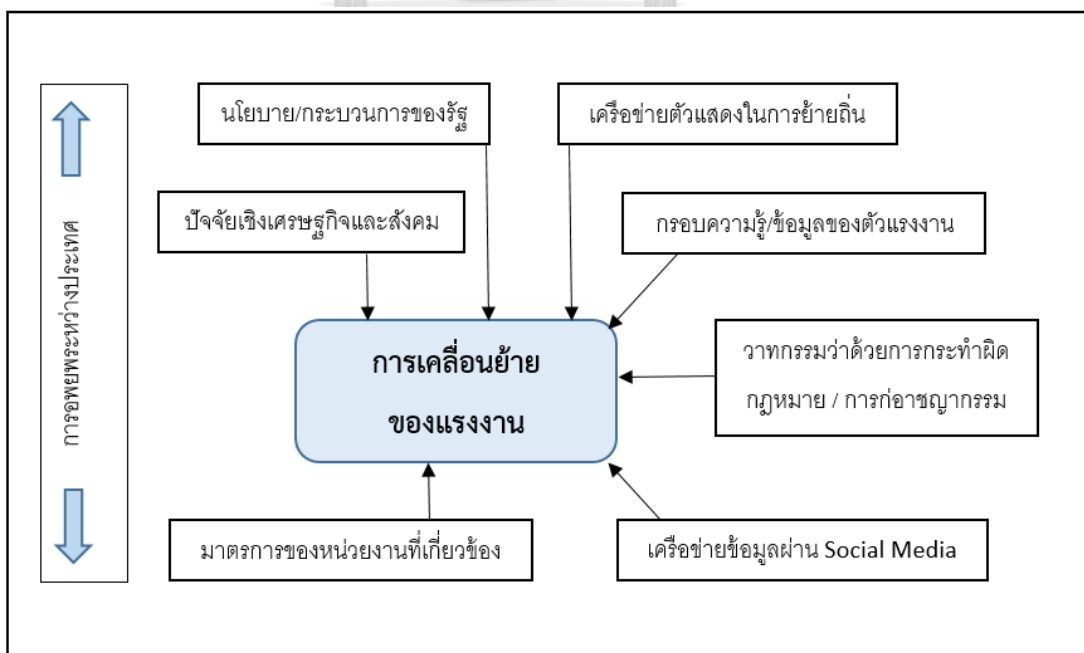 นโยบาย/กระบวนการของรัฐ
เครือข่ายตัวแสดงในการย้ายถิ่น
ปัจจัยเชิงเศรษฐกิจและสังคม
กรอบความรู้/ข้อมูลของตัวแรงงาน
การอพยพระหว่างประเทศ
การเคลื่อนย้าย
ของแรงงาน
วาทกรรมว่าด้วยการกระทำผิด
กฎหมาย / การก่อาชญากรรม
มาตรการของหน่วยงานที่เกี่ยวข้อง
เครือข่ายข้อมูลผ่าน Social Media